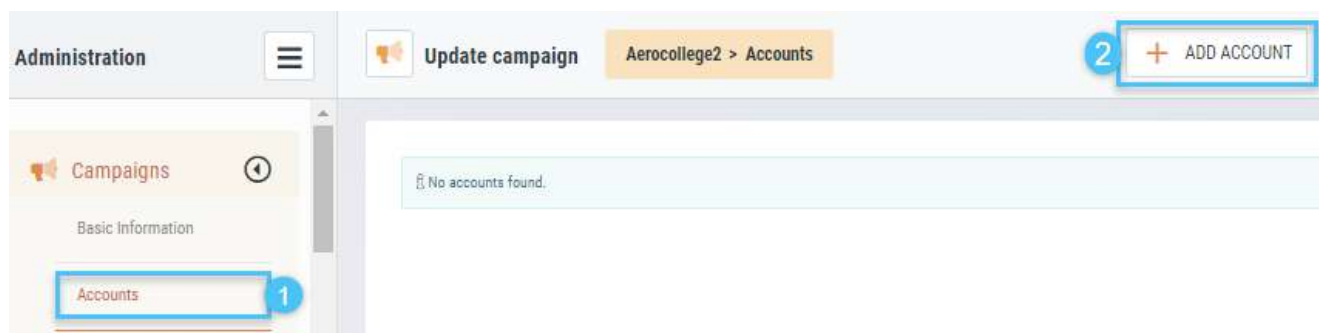 Administration
Update campaign
Aerocollege2 > Accounts
2
+ ADD ACCOUNT
Campaigns
No accounts found.
Basic Information
Accounts
1